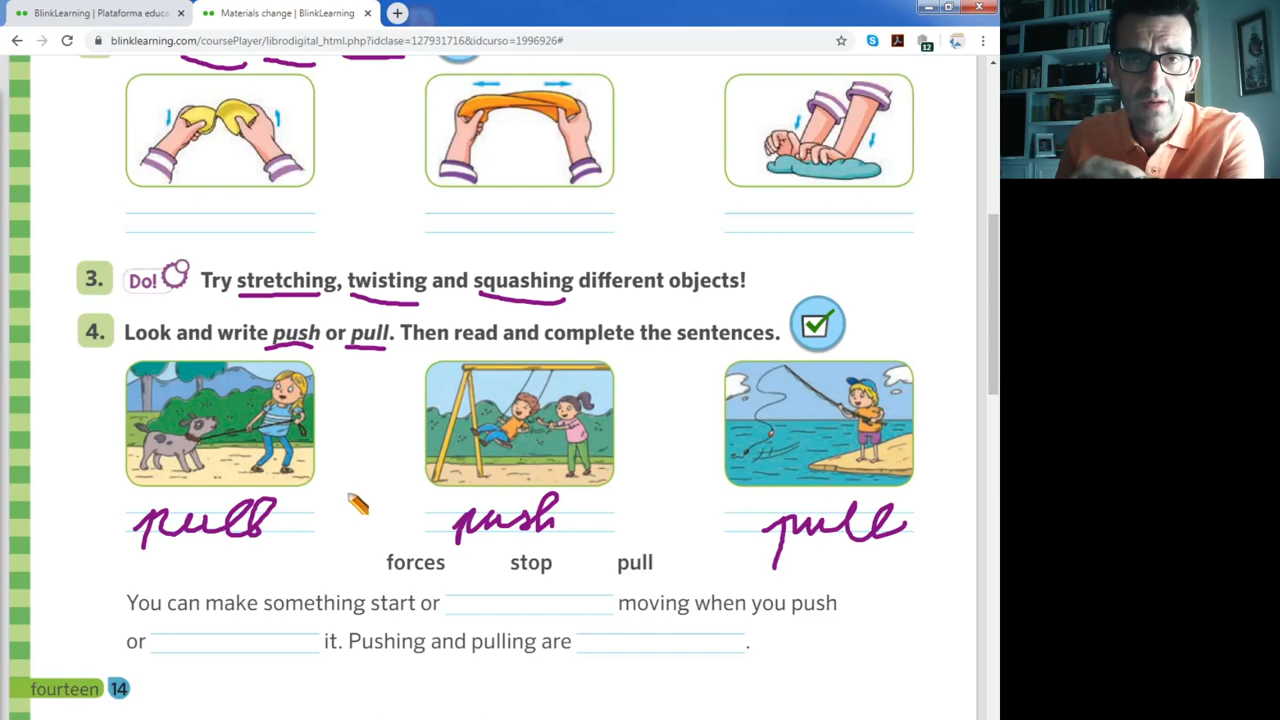 BlinkLearning | Plataforma educa
Materials change | BlinkLearning
blinklearning.com/coursePlayer/librodigital_html.php?idclase=127931716&idcurso=1996926#
12
3. Do! Try stretching, twisting and squashing different objects!
4. Look and write push or pull. Then read and complete the sentences.
pull push pull
forces stop pull
You can make something start or moving when you push
or it. Pushing and pulling are .
fourteen 14